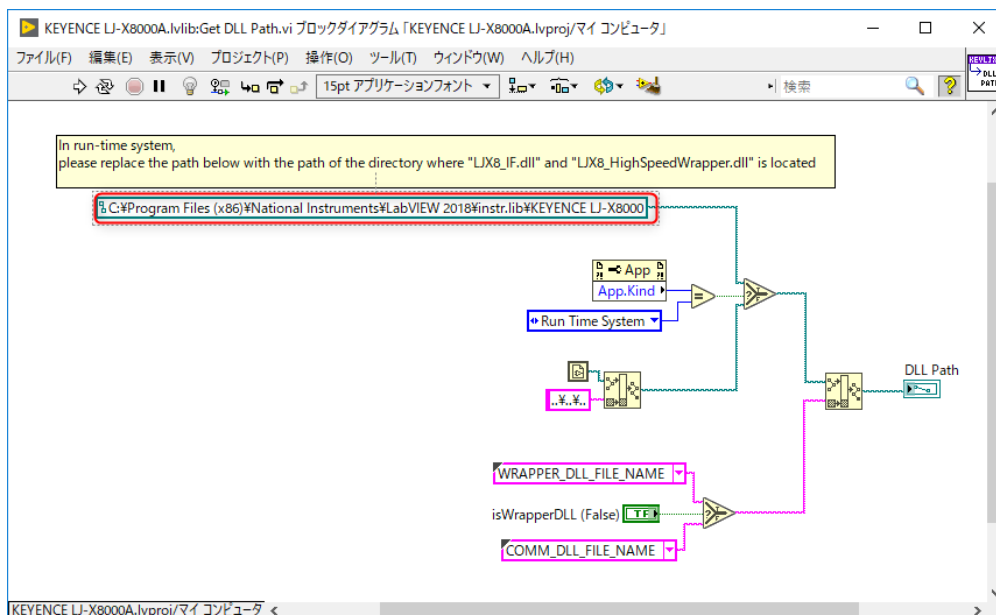 KEYENCE LJ-X8000A.lvlib:Get DLL Path.vi ブロックダイアグラム「KEYENCE LJ-X8000A.lvproj/マイ コンピュータ」
ファイル(F) 編集(E) 表示(V) プロジェクト(P) 操作(O) ツール(T) ウィンドウ(W) ヘルプ(H)
15pt アプリケーションフォント 検索
KEVLJX
DLL
PATH
In run-time system,
please replace the path below with the path of the directory where "LJX8_IF.dll" and "LJX8_HighSpeedWrapper.dll" is located
C:¥Program Files (x86)¥National Instruments¥LabVIEW 2018¥instr.lib¥KEYENCE LJ-X8000
App
App.Kind
Run Time System
..¥..¥..
DLL Path
WRAPPER_DLL_FILE_NAME
isWrapperDLL (False) TF
COMM_DLL_FILE_NAME
KEYENCE LJ-X8000A.lvproj/マイ コンピュータ